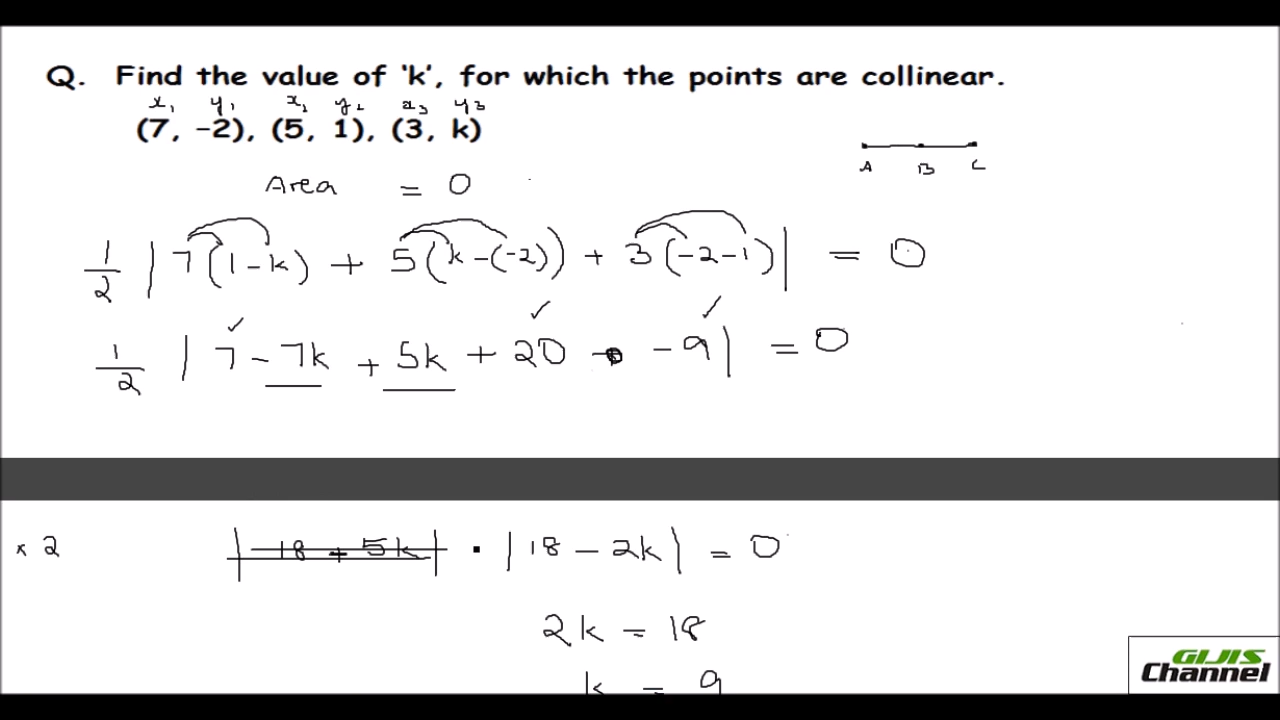 Q. Find the value of 'k', for which the points are collinear.
x₁ y₁ x₂ y₂ x₃ y₃
(7, -2), (5, 1), (3, k)
A B C
Area = 0
1/2 | 7(1-k) + 5(k-(-2)) + 3(-2-1) | = 0
1/2 | 7 - 7k + 5k + 20 - 9 | = 0
× 2 | 18 + 5k | · | 18 - 2k | = 0
2k = 18
k = 9
GIJIS
Channel